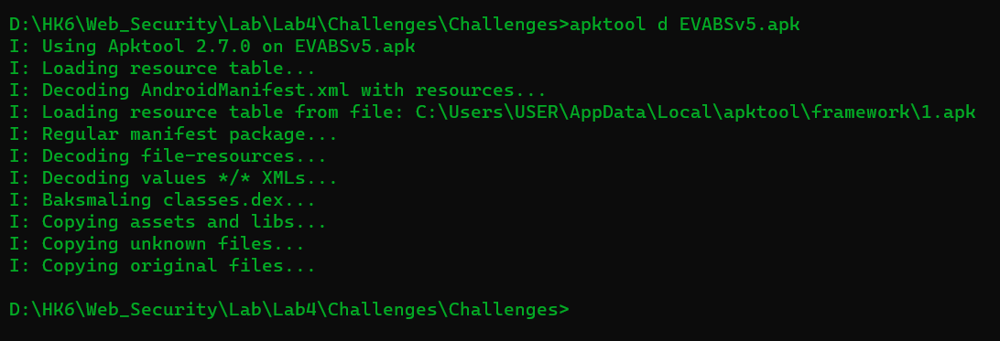 D:\HK6\Web_Security\Lab\Lab4\Challenges\Challenges>apktool d EVABSv5.apk
I: Using Apktool 2.7.0 on EVABSv5.apk
I: Loading resource table...
I: Decoding AndroidManifest.xml with resources...
I: Loading resource table from file: C:\Users\USER\AppData\Local\apktool\framework\1.apk
I: Regular manifest package...
I: Decoding file-resources...
I: Decoding values */* XMLs...
I: Baksmaling classes.dex...
I: Copying assets and libs...
I: Copying unknown files...
I: Copying original files...
D:\HK6\Web_Security\Lab\Lab4\Challenges\Challenges>